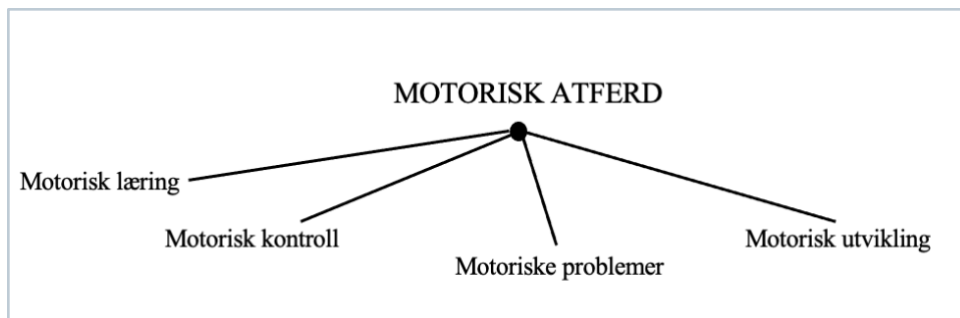 MOTORISK ATFERD
Motorisk læring
Motorisk kontroll
Motorisk utvikling
Motoriske problemer